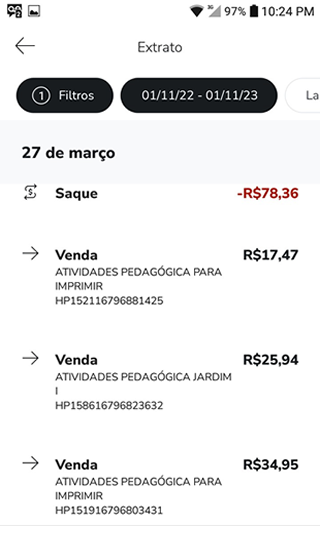 97% 10:24 PM
Extrato
1 Filtros 01/11/22 - 01/11/23 La
27 de março
Saque -R$78,36
Venda R$17,47
ATIVIDADES PEDAGÓGICA PARA
IMPRIMIR
HP152116796881425
Venda R$25,94
ATIVIDADES PEDAGÓGICA JARDIM
I
HP158616796823632
Venda R$34,95
ATIVIDADES PEDAGÓGICA PARA
IMPRIMIR
HP151916796803431